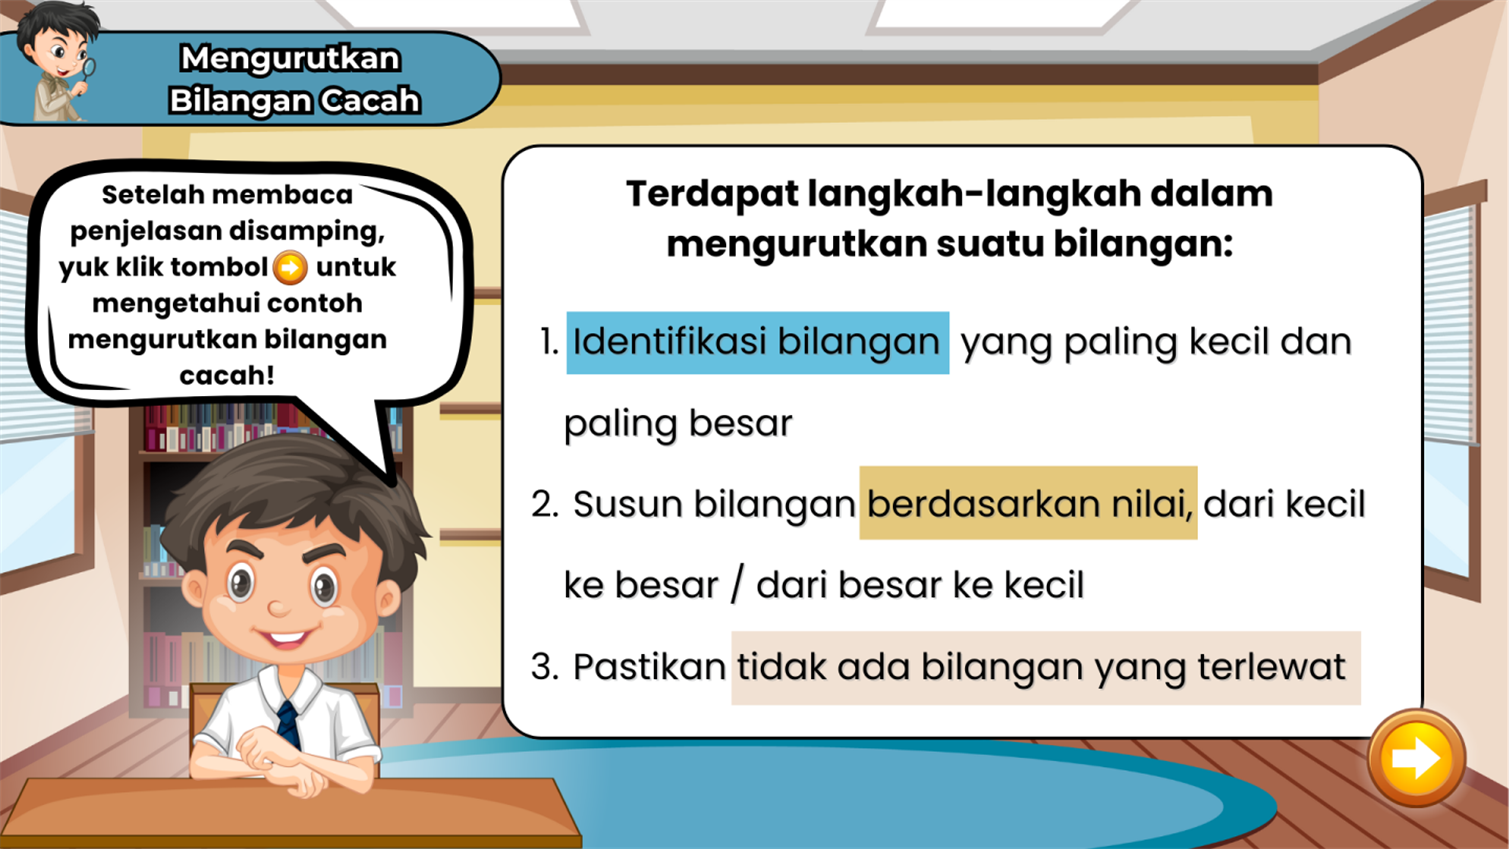 Mengurutkan
Bilangan Cacah
Setelah membaca
penjelasan disamping,
yuk klik tombol untuk
mengetahui contoh
mengurutkan bilangan
cacah!
Terdapat langkah-langkah dalam
mengurutkan suatu bilangan:
1. Identifikasi bilangan yang paling kecil dan
paling besar
2. Susun bilangan berdasarkan nilai, dari kecil
ke besar / dari besar ke kecil
3. Pastikan tidak ada bilangan yang terlewat